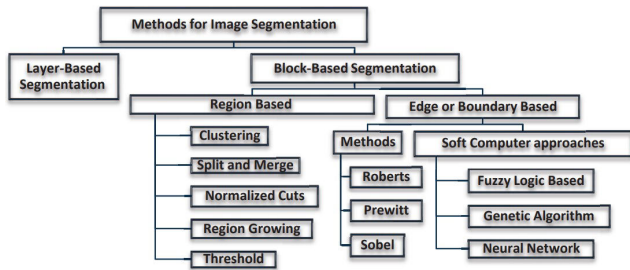 Methods for Image Segmentation
Layer-Based
Segmentation
Block-Based Segmentation
Region Based
Edge or Boundary Based
Clustering
Split and Merge
Normalized Cuts
Region Growing
Threshold
Methods
Roberts
Prewitt
Sobel
Soft Computer approaches
Fuzzy Logic Based
Genetic Algorithm
Neural Network